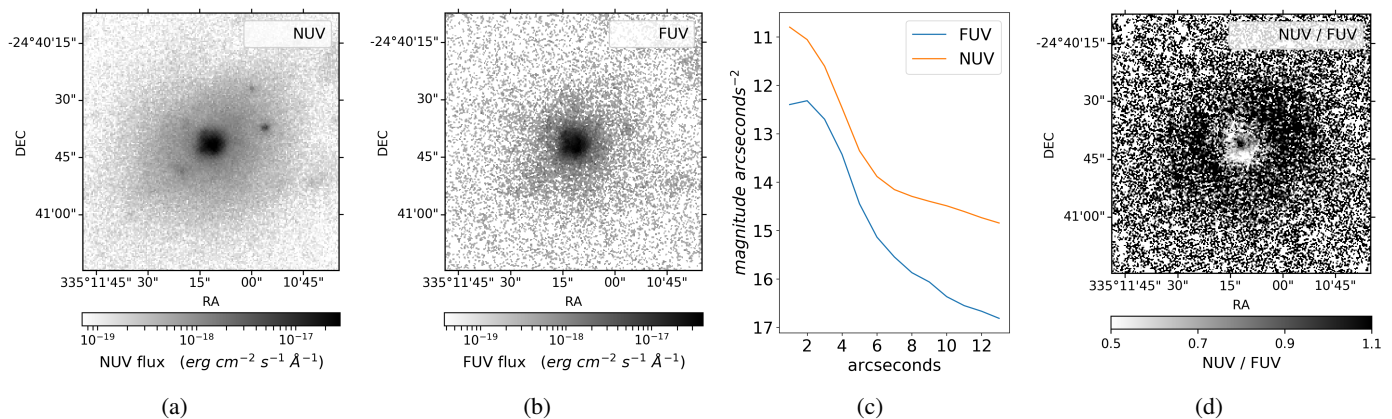 NUV
-24°40'15"
30"
45"
41'00"
DEC
335°11'45" 30" 15" 00" 10'45"
RA
10⁻¹⁹ 10⁻¹⁸ 10⁻¹⁷
NUV flux (erg cm⁻² s⁻¹ Å⁻¹)
(a)
FUV
-24°40'15"
30"
45"
41'00"
DEC
335°11'45" 30" 15" 00" 10'45"
RA
10⁻¹⁹ 10⁻¹⁸ 10⁻¹⁷
FUV flux (erg cm⁻² s⁻¹ Å⁻¹)
(b)
FUV
NUV
11
12
13
14
15
16
17
magnitude arcseconds⁻²
2 4 6 8 10 12
arcseconds
(c)
NUV / FUV
-24°40'15"
30"
45"
41'00"
DEC
335°11'45" 30" 15" 00" 10'45"
RA
0.5 0.7 0.9 1.1
NUV / FUV
(d)